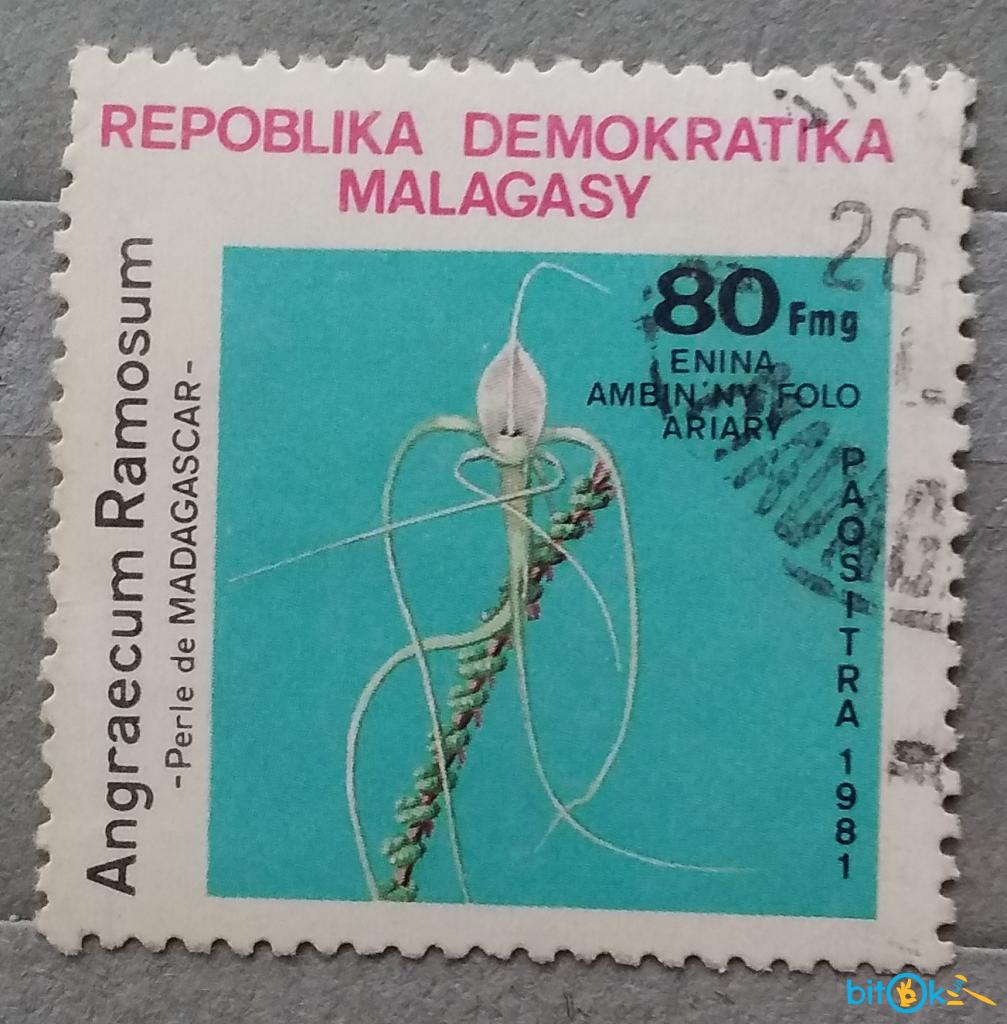 REPOBLIKA DEMOKRATIKA
MALAGASY
Angraecum Ramosum
-Perle de MADAGASCAR-
80 Fmg
ENINA
AMBIN'NY FOLO
ARIARY
PAOSITRA 1981
26
bitok